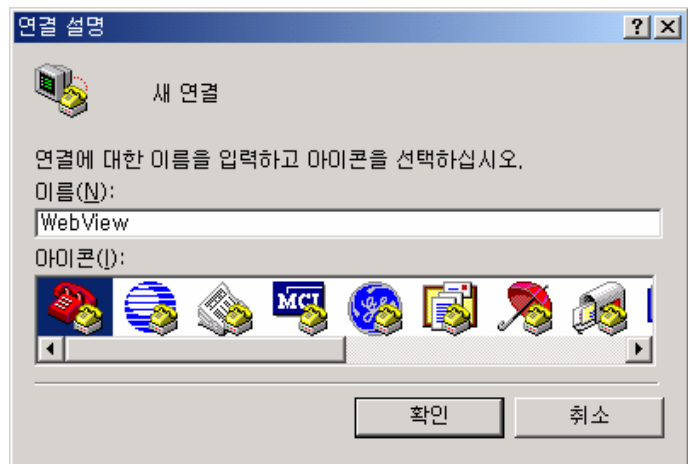 연결 설명
새 연결
연결에 대한 이름을 입력하고 아이콘을 선택하십시오.
이름(N):
WebView
아이콘(I):
MCI
확인 취소